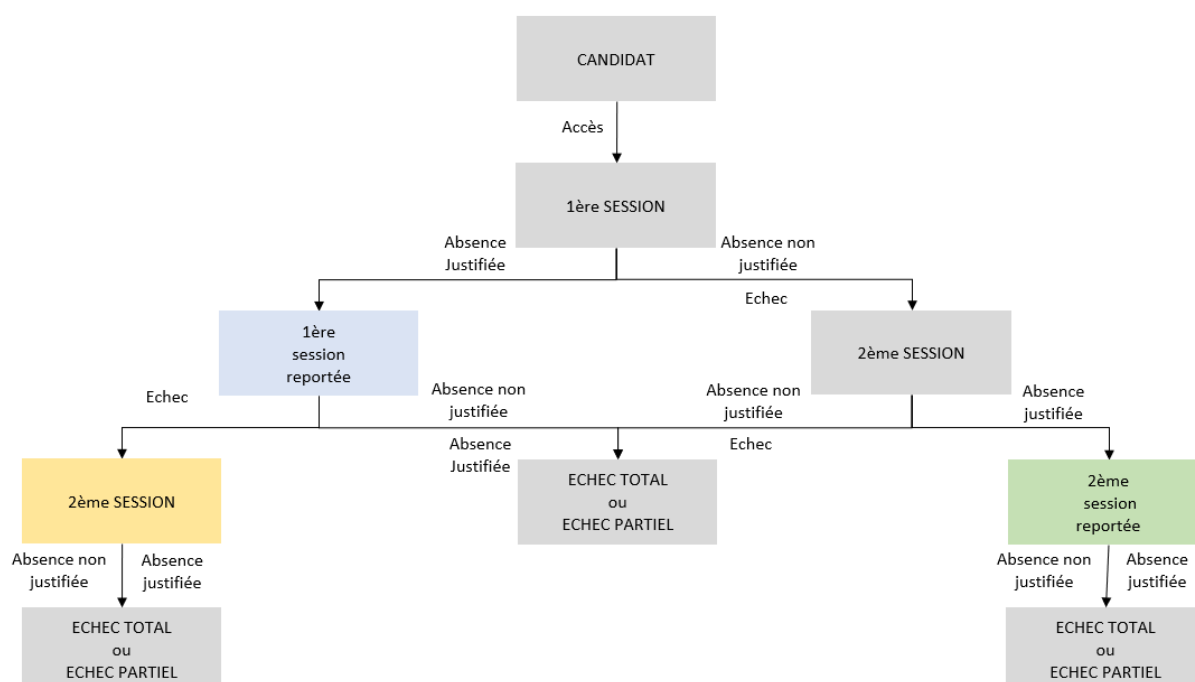 CANDIDAT
Accès
1ère SESSION
Absence
Justifiée
Absence non
justifiée
Echec
1ère
session
reportée
2ème SESSION
Echec
Absence non
justifiée
Absence non
justifiée
Absence
justifiée
Absence
Justifiée
Echec
2ème SESSION
ECHEC TOTAL
ou
ECHEC PARTIEL
2ème
session
reportée
Absence non
justifiée
Absence
justifiée
Absence non
justifiée
Absence
justifiée
ECHEC TOTAL
ou
ECHEC PARTIEL
ECHEC TOTAL
ou
ECHEC PARTIEL